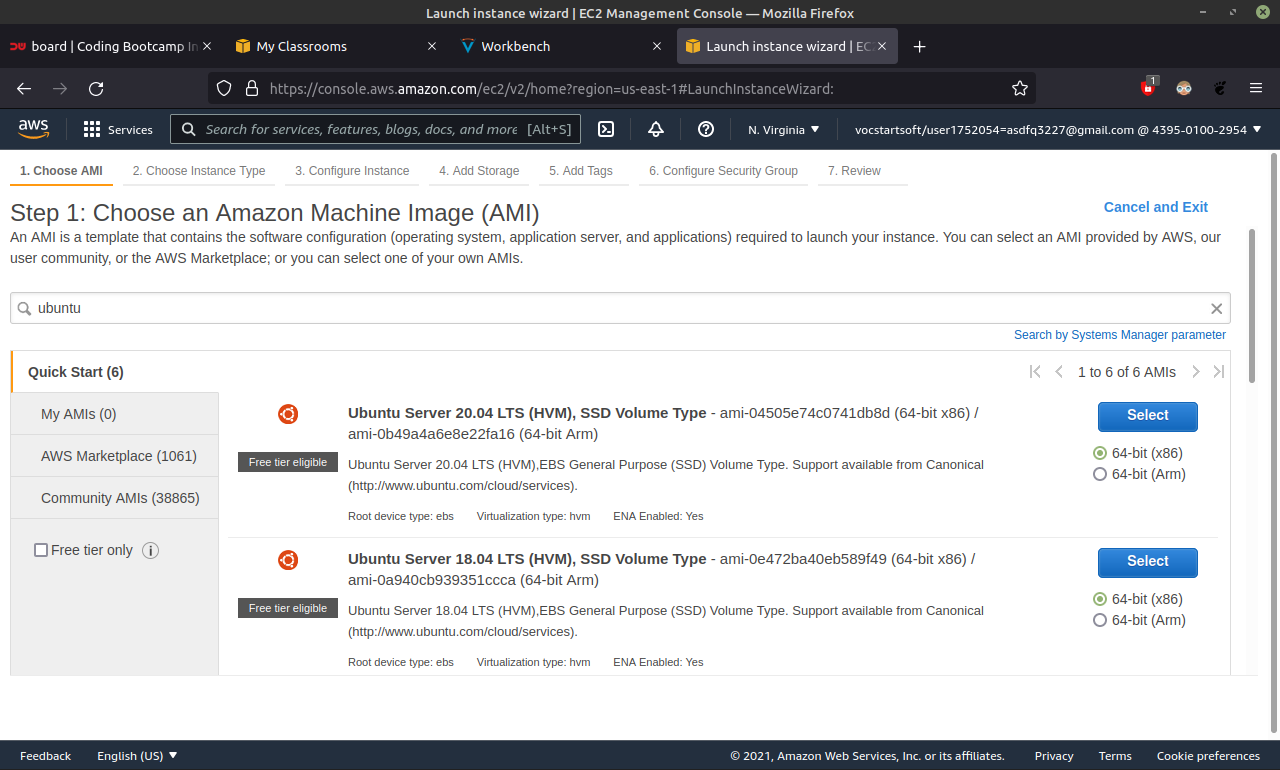 Launch instance wizard | EC2 Management Console — Mozilla Firefox
board | Coding Bootcamp In
My Classrooms
Workbench
Launch instance wizard | EC2
1
https://console.aws.amazon.com/ec2/v2/home?region=us-east-1#LaunchInstanceWizard:
aws
Services
Search for services, features, blogs, docs, and more [Alt+S]
N. Virginia
vocstartsoft/user1752054=asdfq3227@gmail.com @ 4395-0100-2954
1. Choose AMI
2. Choose Instance Type
3. Configure Instance
4. Add Storage
5. Add Tags
6. Configure Security Group
7. Review
Step 1: Choose an Amazon Machine Image (AMI)
Cancel and Exit
An AMI is a template that contains the software configuration (operating system, application server, and applications) required to launch your instance. You can select an AMI provided by AWS, our
user community, or the AWS Marketplace; or you can select one of your own AMIs.
ubuntu
Search by Systems Manager parameter
Quick Start (6)
1 to 6 of 6 AMIs
My AMIs (0)
AWS Marketplace (1061)
Community AMIs (38865)
Free tier only
Ubuntu Server 20.04 LTS (HVM), SSD Volume Type - ami-04505e74c0741db8d (64-bit x86) /
ami-0b49a4a6e8e22fa16 (64-bit Arm)
Free tier eligible
Ubuntu Server 20.04 LTS (HVM),EBS General Purpose (SSD) Volume Type. Support available from Canonical
(http://www.ubuntu.com/cloud/services).
Root device type: ebs Virtualization type: hvm ENA Enabled: Yes
Select
64-bit (x86)
64-bit (Arm)
Ubuntu Server 18.04 LTS (HVM), SSD Volume Type - ami-0e472ba40eb589f49 (64-bit x86) /
ami-0a940cb939351ccca (64-bit Arm)
Free tier eligible
Ubuntu Server 18.04 LTS (HVM),EBS General Purpose (SSD) Volume Type. Support available from Canonical
(http://www.ubuntu.com/cloud/services).
Root device type: ebs Virtualization type: hvm ENA Enabled: Yes
Select
64-bit (x86)
64-bit (Arm)
Feedback
English (US)
© 2021, Amazon Web Services, Inc. or its affiliates.
Privacy
Terms
Cookie preferences